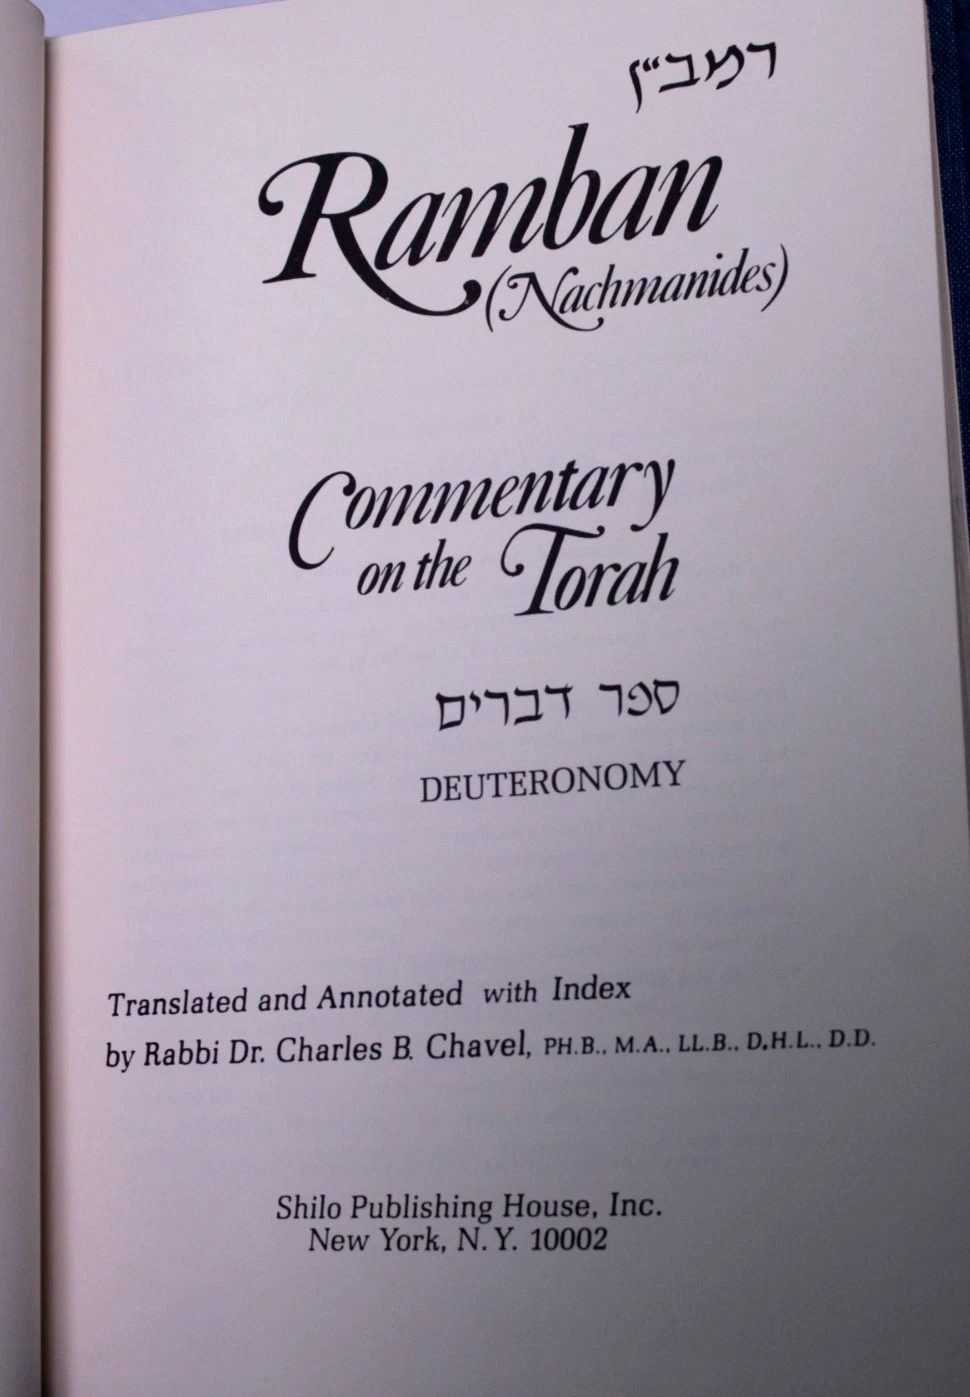 רמב״ן
Ramban
(Nachmanides)
Commentary
on the Torah
ספר דברים
DEUTERONOMY
Translated and Annotated with Index
by Rabbi Dr. Charles B. Chavel, PH.B., M.A., LL.B., D.H.L., D.D.
Shilo Publishing House, Inc.
New York, N.Y. 10002